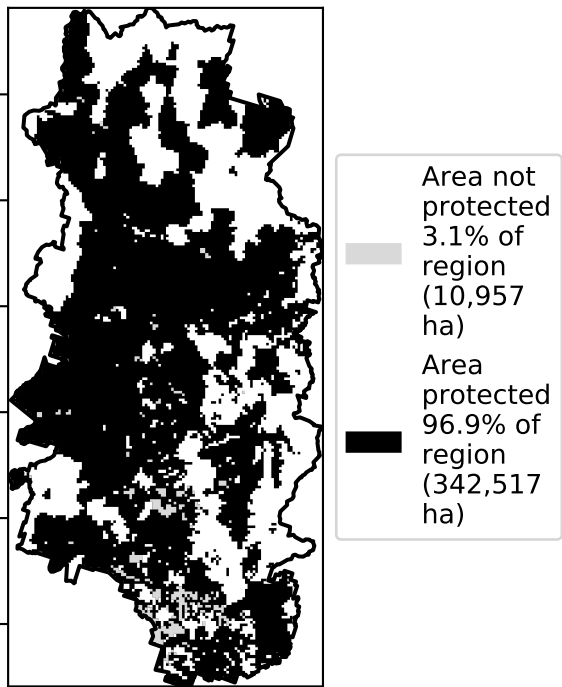 Area not
protected
3.1% of
region
(10,957
ha)
Area
protected
96.9% of
region
(342,517
ha)